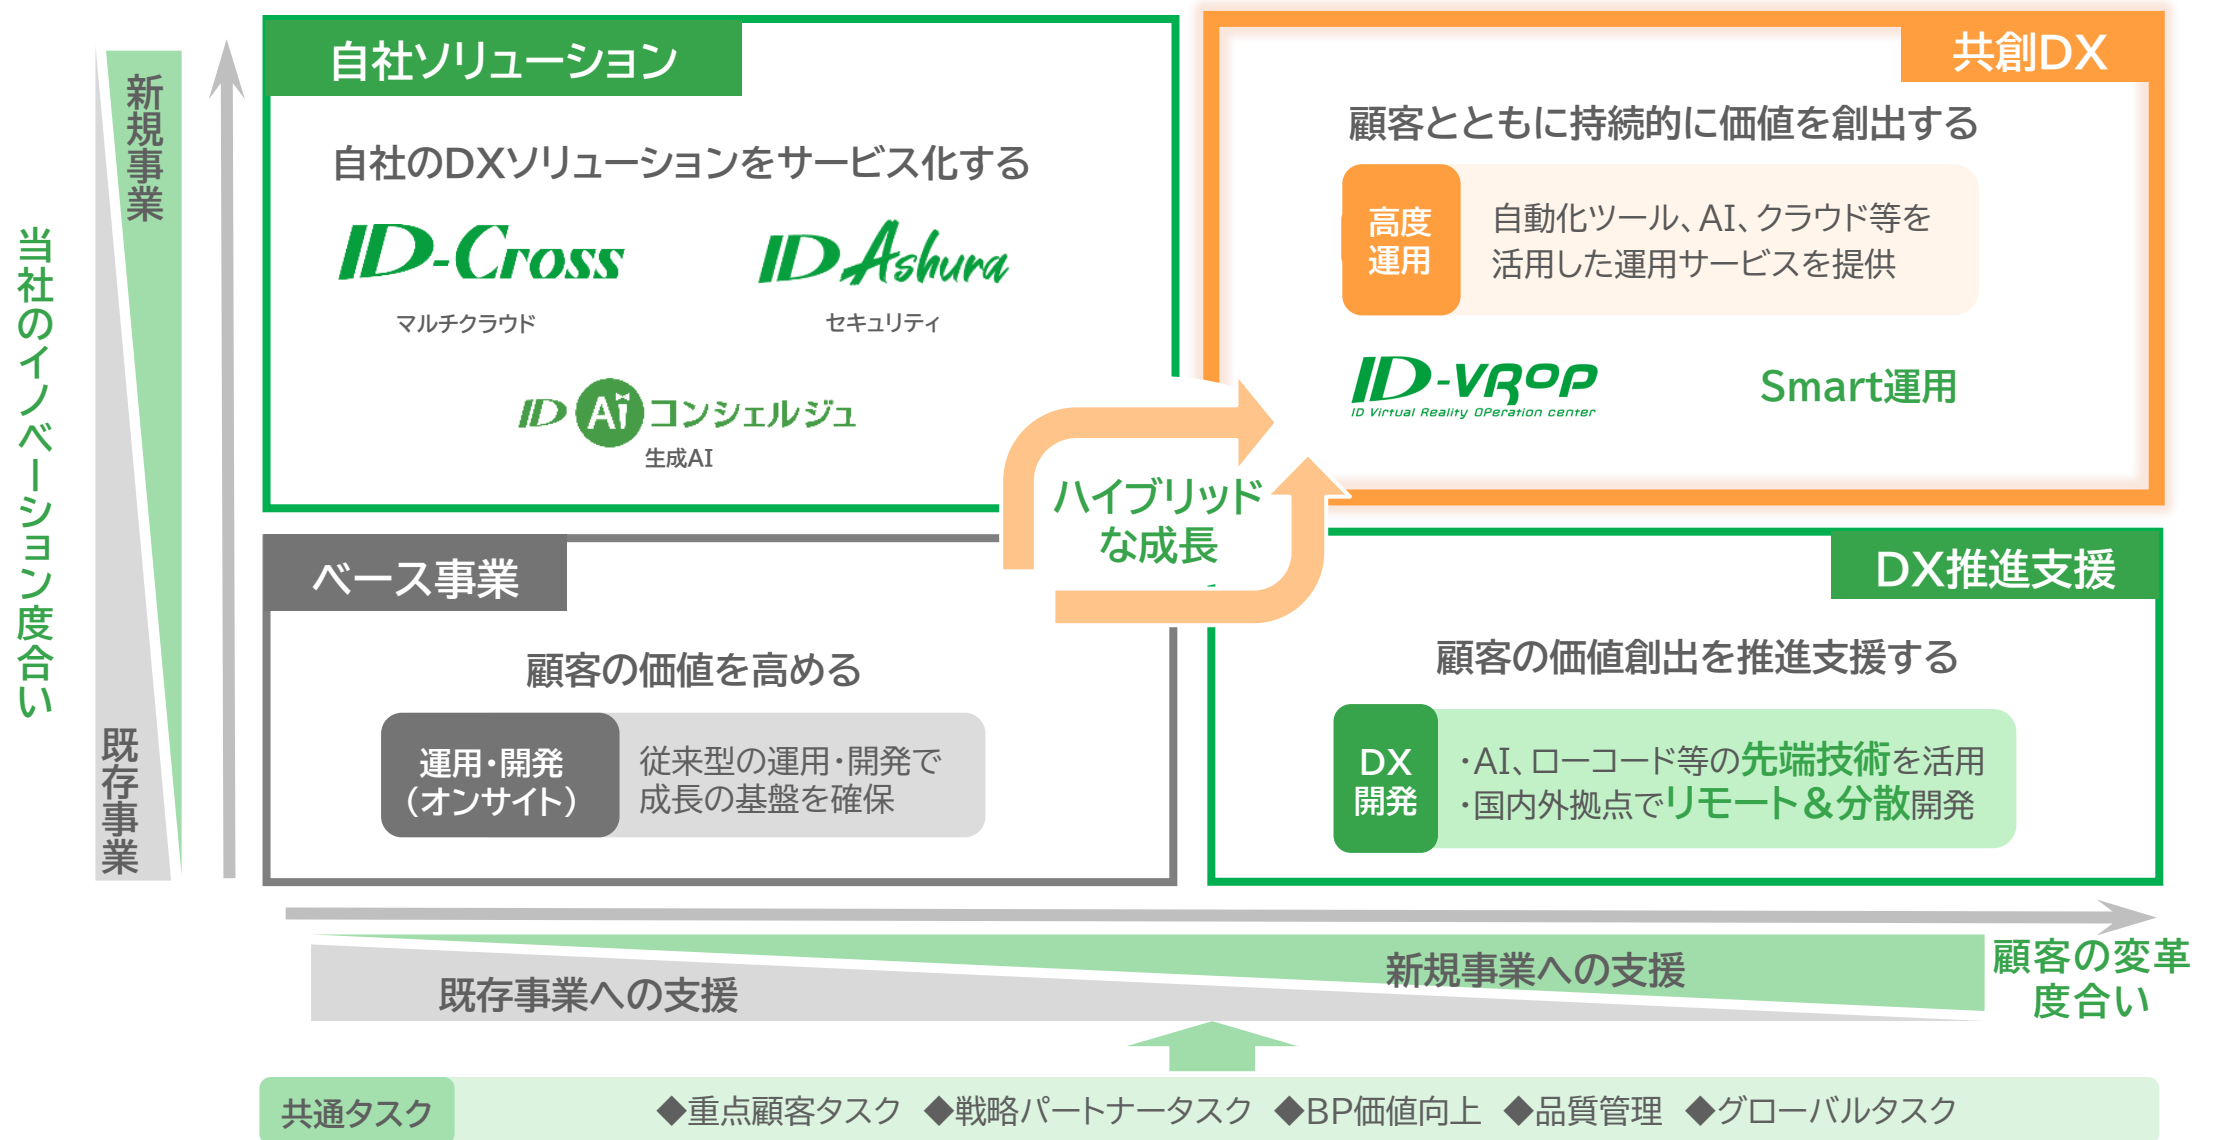 当社のイノベーション度合い
新規事業
既存事業
自社ソリューション
自社のDXソリューションをサービス化する
ID-Cross
マルチクラウド
ID Ashura
セキュリティ
ID Ai コンシェルジュ
生成AI
共創DX
顧客とともに持続的に価値を創出する
高度
運用
自動化ツール、AI、クラウド等を
活用した運用サービスを提供
ID-VROP
ID Virtual Reality OPeration center
Smart運用
ハイブリッド
な成長
ベース事業
顧客の価値を高める
運用・開発
（オンサイト）
従来型の運用・開発で
成長の基盤を確保
DX推進支援
顧客の価値創出を推進支援する
DX
開発
・AI、ローコード等の先端技術を活用
・国内外拠点でリモート＆分散開発
既存事業への支援
新規事業への支援
顧客の変革
度合い
共通タスク
◆重点顧客タスク ◆戦略パートナータスク ◆BP価値向上 ◆品質管理 ◆グローバルタスク